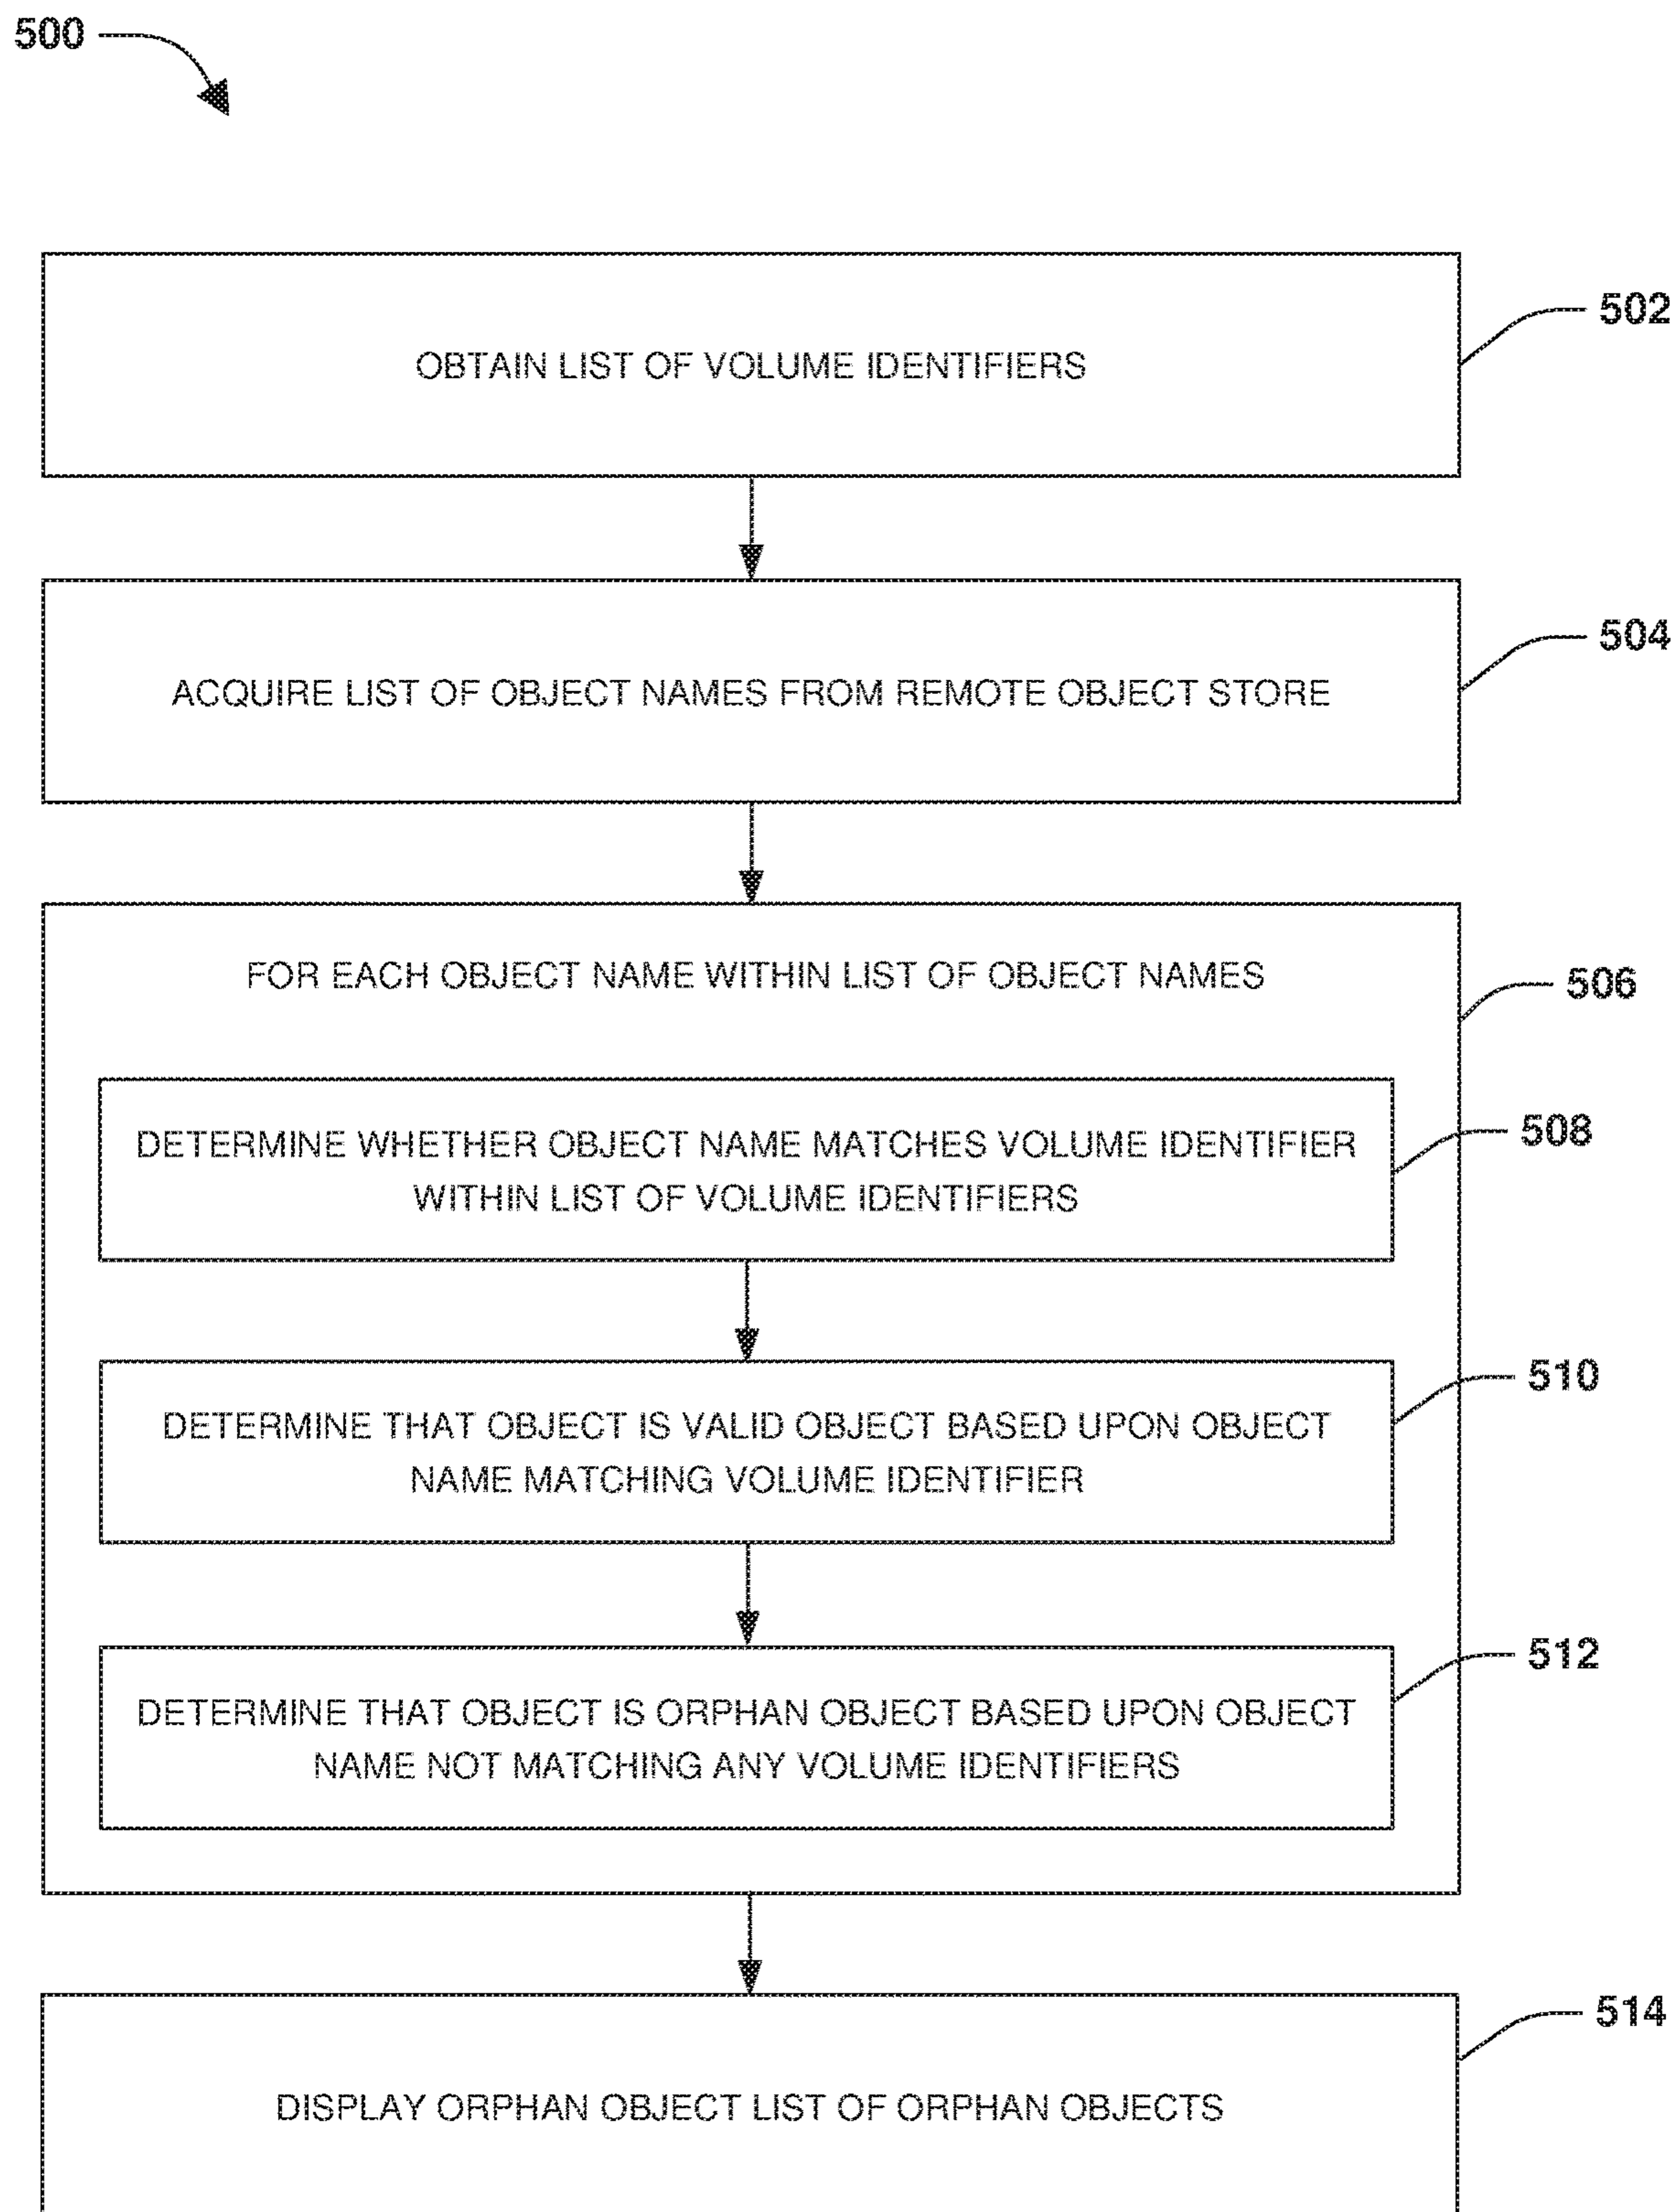 500
OBTAIN LIST OF VOLUME IDENTIFIERS
502
ACQUIRE LIST OF OBJECT NAMES FROM REMOTE OBJECT STORE
504
FOR EACH OBJECT NAME WITHIN LIST OF OBJECT NAMES
506
DETERMINE WHETHER OBJECT NAME MATCHES VOLUME IDENTIFIER
WITHIN LIST OF VOLUME IDENTIFIERS
508
DETERMINE THAT OBJECT IS VALID OBJECT BASED UPON OBJECT
NAME MATCHING VOLUME IDENTIFIER
510
DETERMINE THAT OBJECT IS ORPHAN OBJECT BASED UPON OBJECT
NAME NOT MATCHING ANY VOLUME IDENTIFIERS
512
DISPLAY ORPHAN OBJECT LIST OF ORPHAN OBJECTS
514